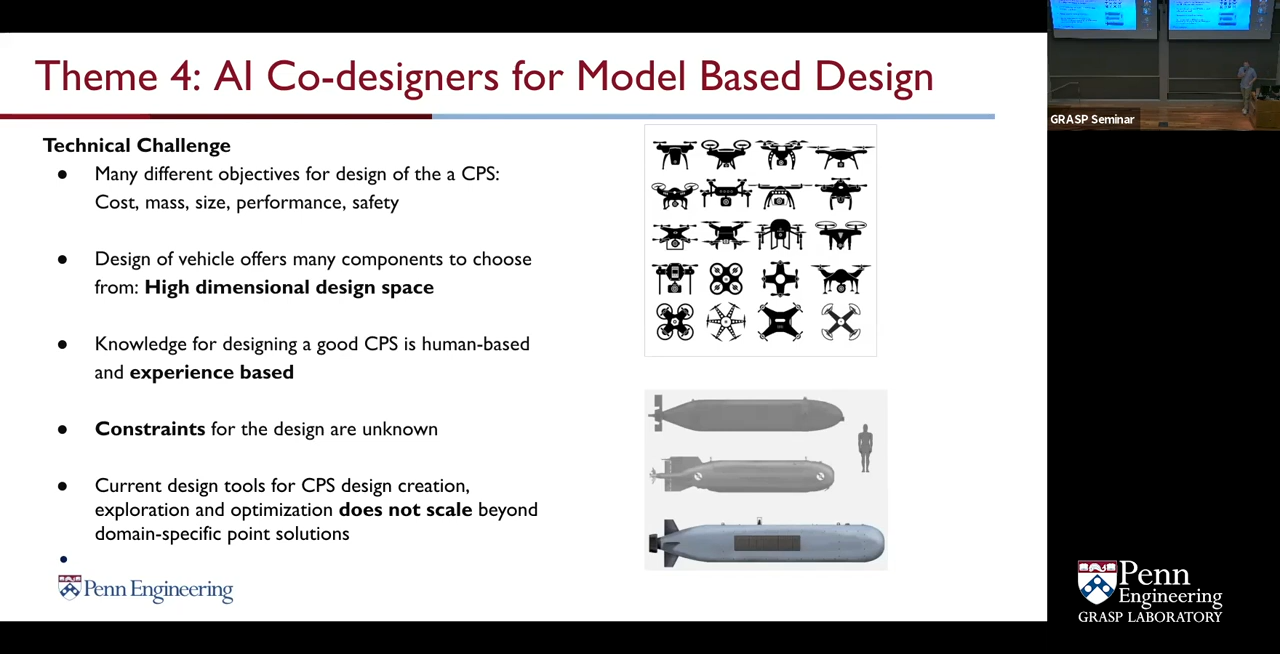 Theme 4: AI Co-designers for Model Based Design
Technical Challenge
● Many different objectives for design of the a CPS:
Cost, mass, size, performance, safety
● Design of vehicle offers many components to choose
from: High dimensional design space
● Knowledge for designing a good CPS is human-based
and experience based
● Constraints for the design are unknown
● Current design tools for CPS design creation,
exploration and optimization does not scale beyond
domain-specific point solutions
●
Penn Engineering
GRASP Seminar
Penn
Engineering
GRASP LABORATORY